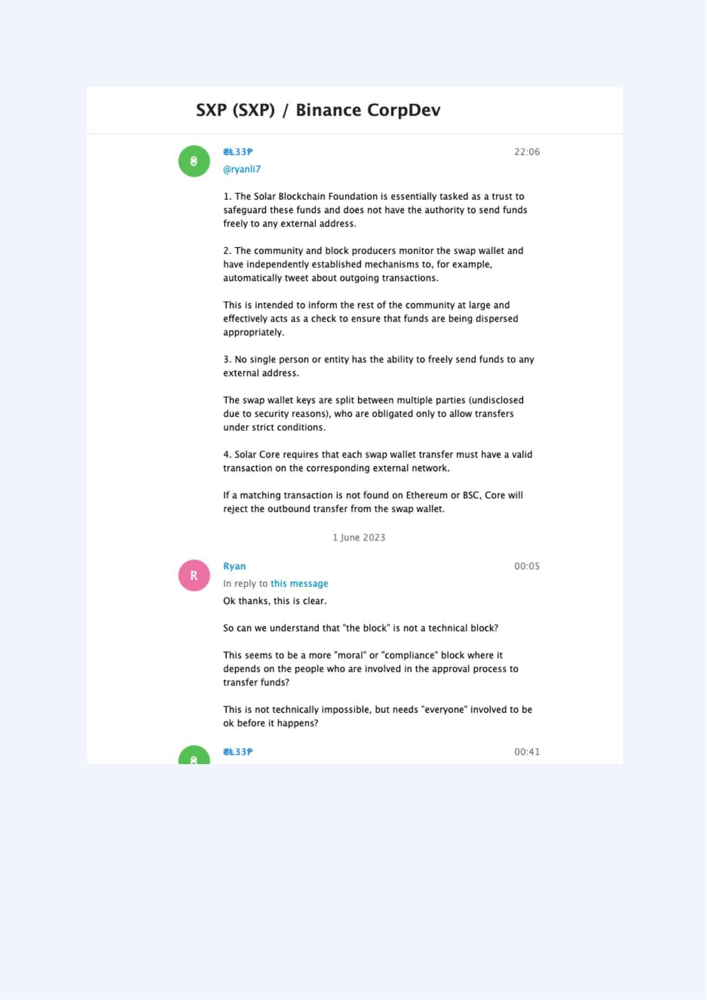 SXP (SXP) / Binance CorpDev
₴Ł33₱
22:06
₴
@ryanli7
1. The Solar Blockchain Foundation is essentially tasked as a trust to
safeguard these funds and does not have the authority to send funds
freely to any external address.
2. The community and block producers monitor the swap wallet and
have independently established mechanisms to, for example,
automatically tweet about outgoing transactions.
This is intended to inform the rest of the community at large and
effectively acts as a check to ensure that funds are being dispersed
appropriately.
3. No single person or entity has the ability to freely send funds to any
external address.
The swap wallet keys are split between multiple parties (undisclosed
due to security reasons), who are obligated only to allow transfers
under strict conditions.
4. Solar Core requires that each swap wallet transfer must have a valid
transaction on the corresponding external network.
If a matching transaction is not found on Ethereum or BSC, Core will
reject the outbound transfer from the swap wallet.
1 June 2023
Ryan
00:05
R
In reply to this message
Ok thanks, this is clear.
So can we understand that "the block" is not a technical block?
This seems to be a more "moral" or "compliance" block where it
depends on the people who are involved in the approval process to
transfer funds?
This is not technically impossible, but needs "everyone" involved to be
ok before it happens?
₴Ł33₱
00:41
₴